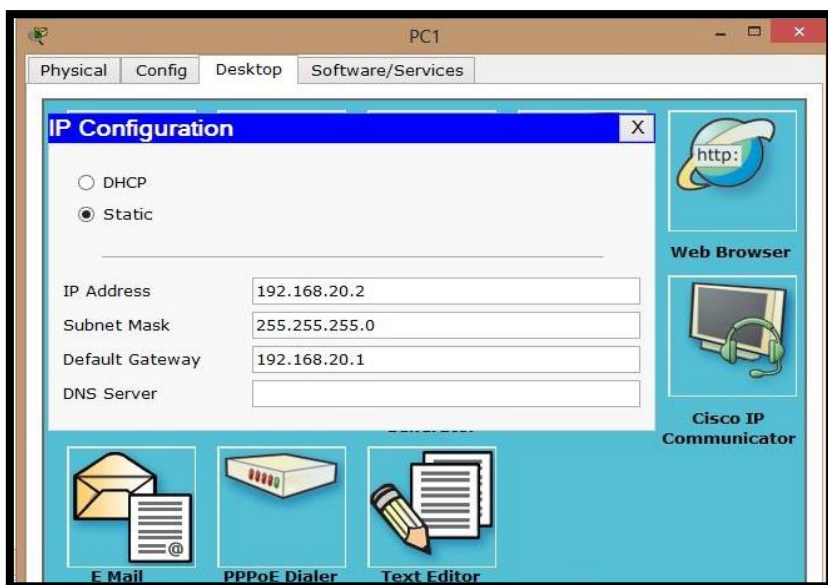 PC1
Physical Config Desktop Software/Services
IP Configuration X
http:
DHCP
Static
Web Browser
IP Address 192.168.20.2
Subnet Mask 255.255.255.0
Default Gateway 192.168.20.1
DNS Server
Cisco IP
Communicator
@
E Mail PPPoE Dialer Text Editor